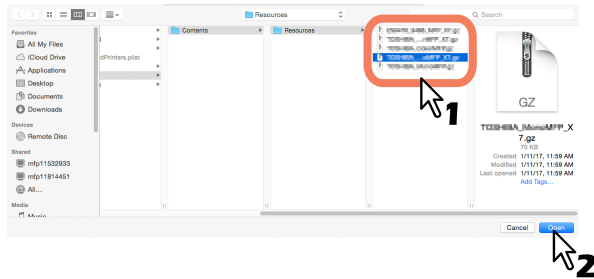 Resources
Search
Favorites
All My Files
iCloud Drive
Applications
Desktop
Documents
Downloads
Devices
Remote Disc
Shared
mfp11532933
mfp11814451
All...
Media
Music
dPrinters.plist
Contents
Resources
1
GZ
7.gz
70 KB
Created 1/11/17, 11:59 AM
Modified 1/11/17, 11:59 AM
Last opened 1/11/17, 11:59 AM
Add Tags...
Cancel
Open
2